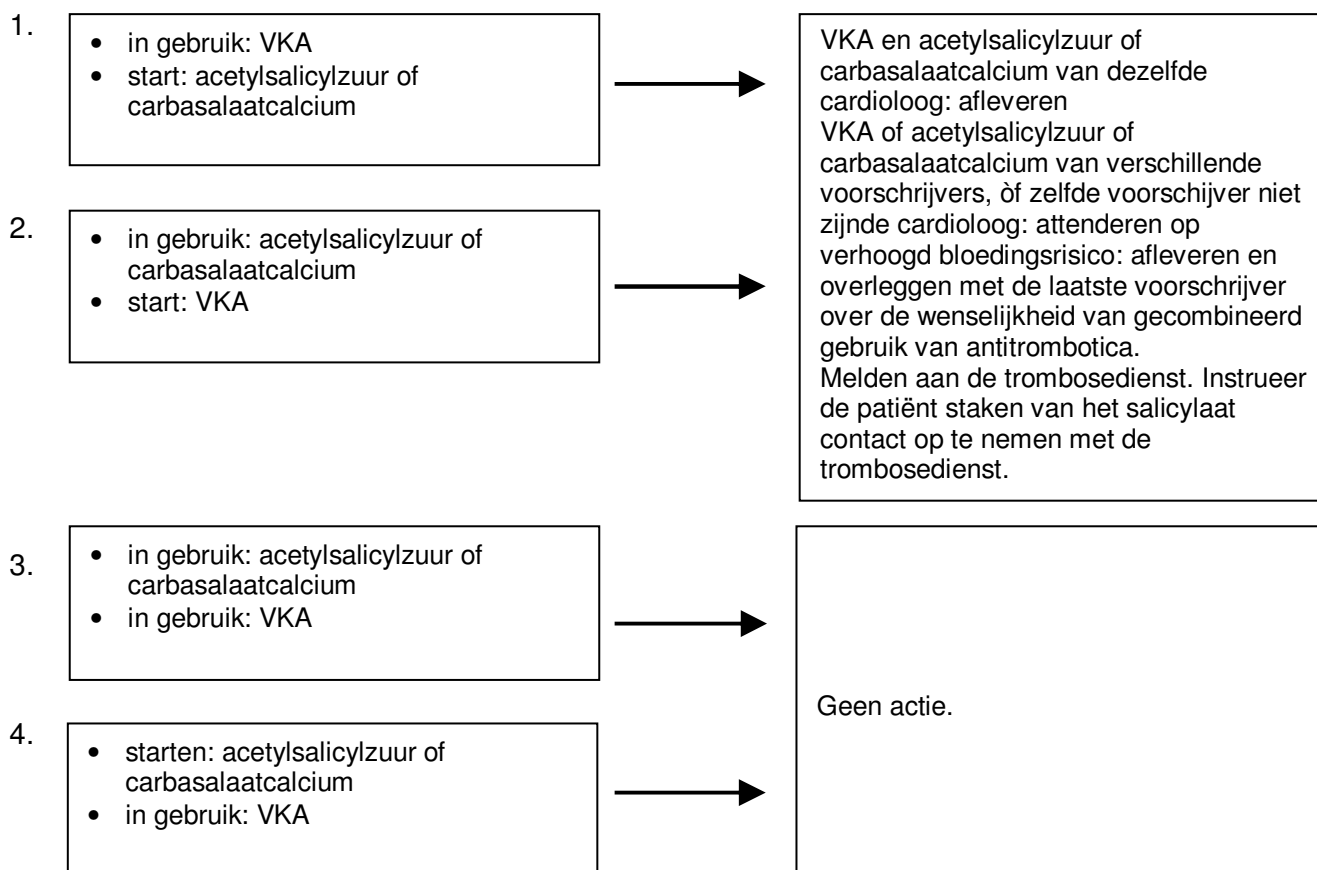 1.
• in gebruik: VKA
• start: acetylsalicylzuur of
carbasalaatcalcium
2.
• in gebruik: acetylsalicylzuur of
carbasalaatcalcium
• start: VKA
VKA en acetylsalicylzuur of
carbasalaatcalcium van dezelfde
cardioloog: afleveren
VKA of acetylsalicylzuur of
carbasalaatcalcium van verschillende
voorschrijvers, òf zelfde voorschijver niet
zijnde cardioloog: attenderen op
verhoogd bloedingsrisico: afleveren en
overleggen met de laatste voorschrijver
over de wenselijkheid van gecombineerd
gebruik van antitrombotica.
Melden aan de trombosedienst. Instrueer
de patiënt staken van het salicylaat
contact op te nemen met de
trombosedienst.
3.
• in gebruik: acetylsalicylzuur of
carbasalaatcalcium
• in gebruik: VKA
4.
• starten: acetylsalicylzuur of
carbasalaatcalcium
• in gebruik: VKA
Geen actie.